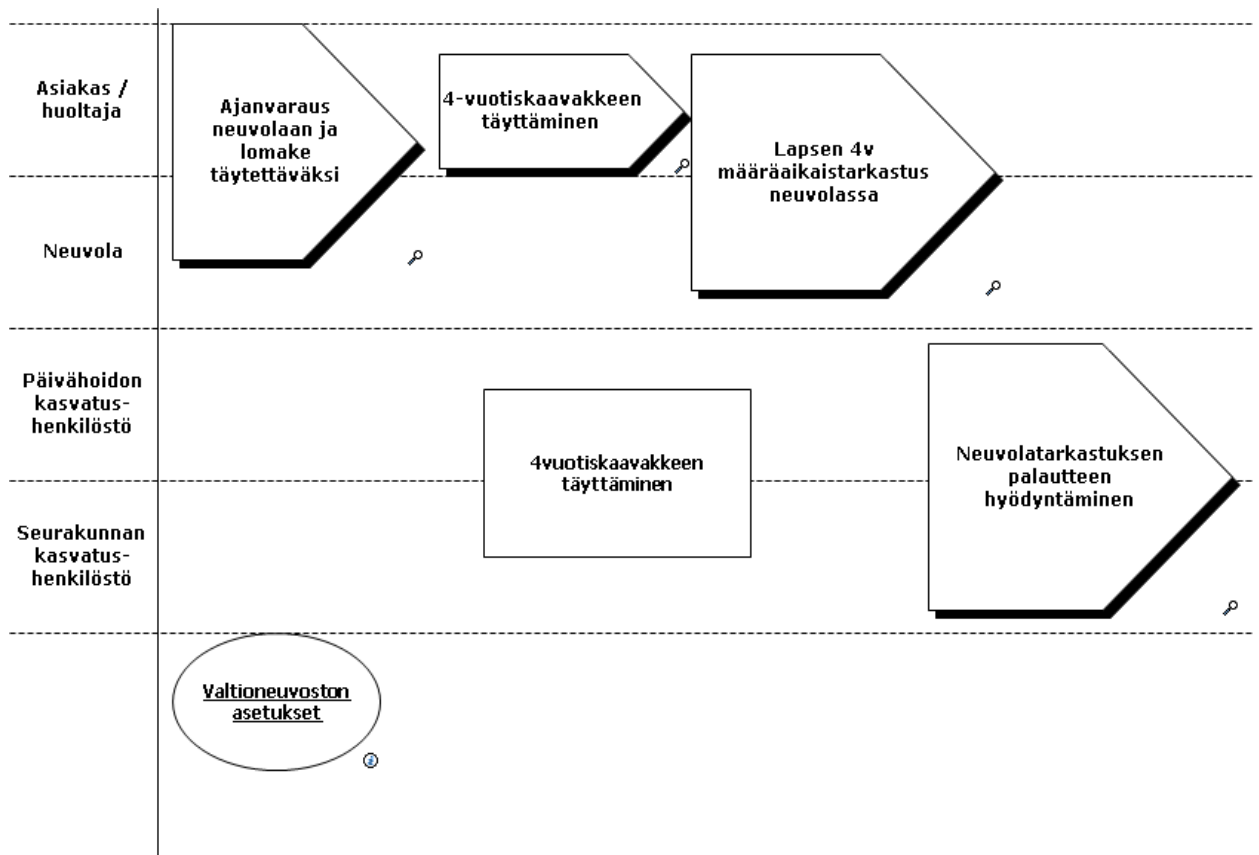 Asiakas /
huoltaja
Ajanvaraus
neuvolaan ja
lomake
täytettäväksi
4-vuotiskaavakkeen
täyttäminen
Lapsen 4v
määräaikaistarkastus
neuvolassa
Neuvola
Päivähoidon
kasvatus-
henkilöstö
4vuotiskaavakkeen
täyttäminen
Neuvolatarkastuksen
palautteen
hyödyntäminen
Seurakunnan
kasvatus-
henkilöstö
Valtioneuvoston
asetukset